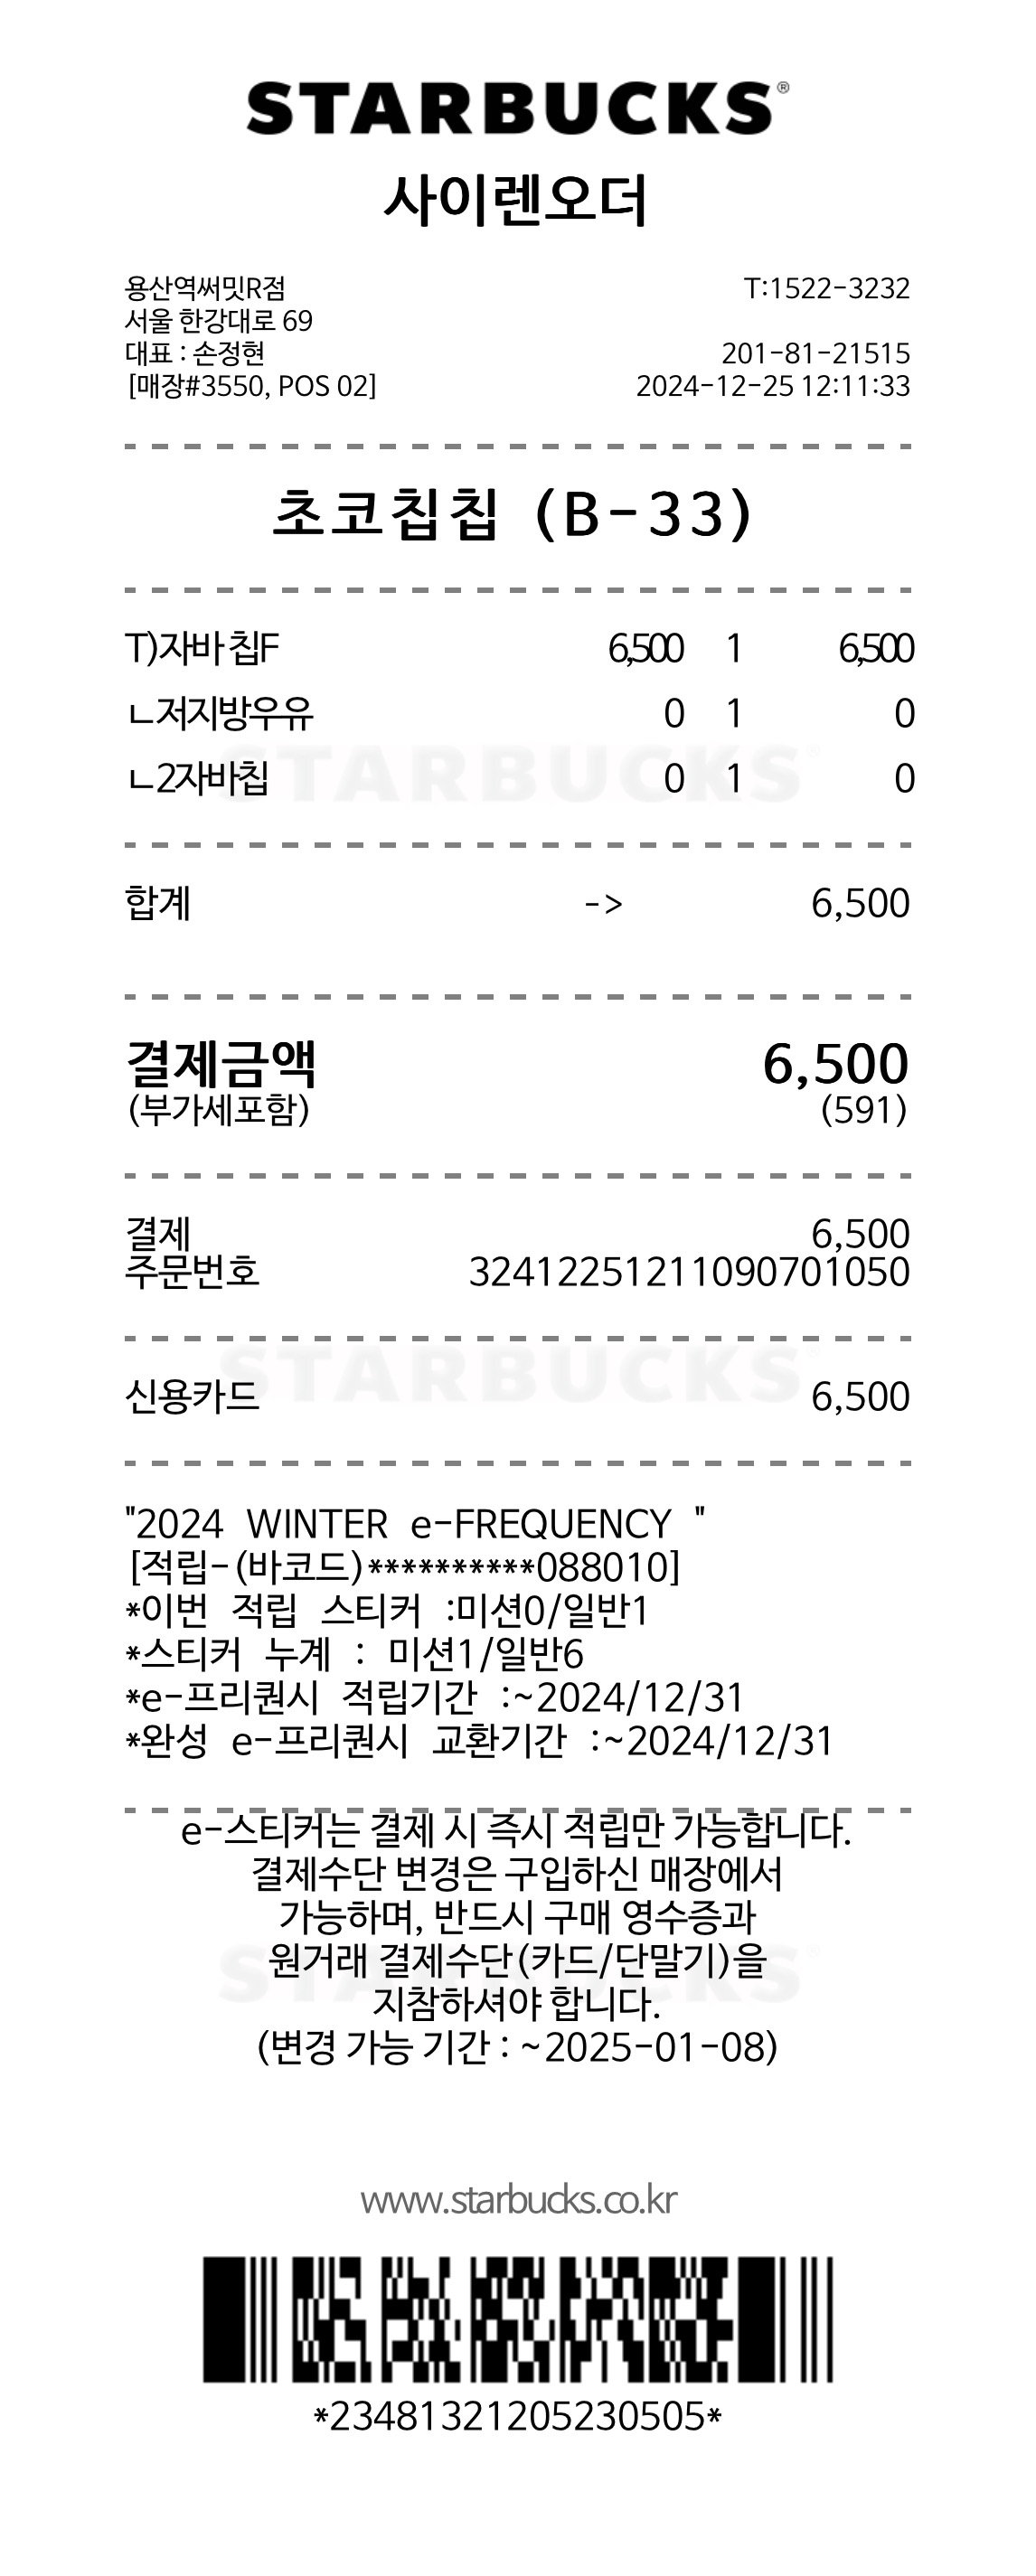 STARBUCKS®
사이렌오더
용산역써밋R점 T:1522-3232
서울 한강대로 69
대표 : 손정현 201-81-21515
[매장#3550, POS 02] 2024-12-25 12:11:33
초코칩칩 (B-33)
T)자바 칩F 6,500 1 6,500
ㄴ저지방우유 0 1 0
STARBUCKS
ㄴ2자바칩 0 1 0
합계 -> 6,500
결제금액 6,500
(부가세포함) (591)
결제 6,500
주문번호 32412251211090701050
STARBUCKS
신용카드 6,500
"2024 WINTER e-FREQUENCY "
[적립-(바코드)**********088010]
*이번 적립 스티커 :미션0/일반1
*스티커 누계 : 미션1/일반6
*e-프리퀀시 적립기간 :~2024/12/31
*완성 e-프리퀀시 교환기간 :~2024/12/31
e-스티커는 결제 시 즉시 적립만 가능합니다.
결제수단 변경은 구입하신 매장에서
가능하며, 반드시 구매 영수증과
원거래 결제수단(카드/단말기)을
STARBUCKS
지참하셔야 합니다.
(변경 가능 기간 : ~2025-01-08)
www.starbucks.co.kr
*23481321205230505*